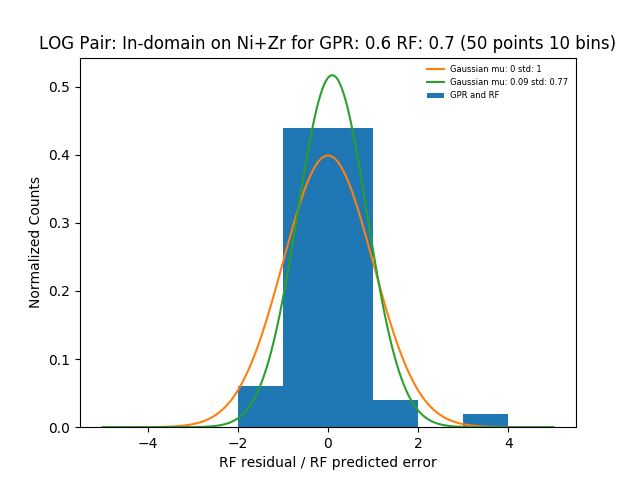 LOG Pair: In-domain on Ni+Zr for GPR: 0.6 RF: 0.7 (50 points 10 bins)
Gaussian mu: 0 std: 1
Gaussian mu: 0.09 std: 0.77
GPR and RF
Normalized Counts
0.5
0.4
0.3
0.2
0.1
0.0
−4 −2 0 2 4
RF residual / RF predicted error